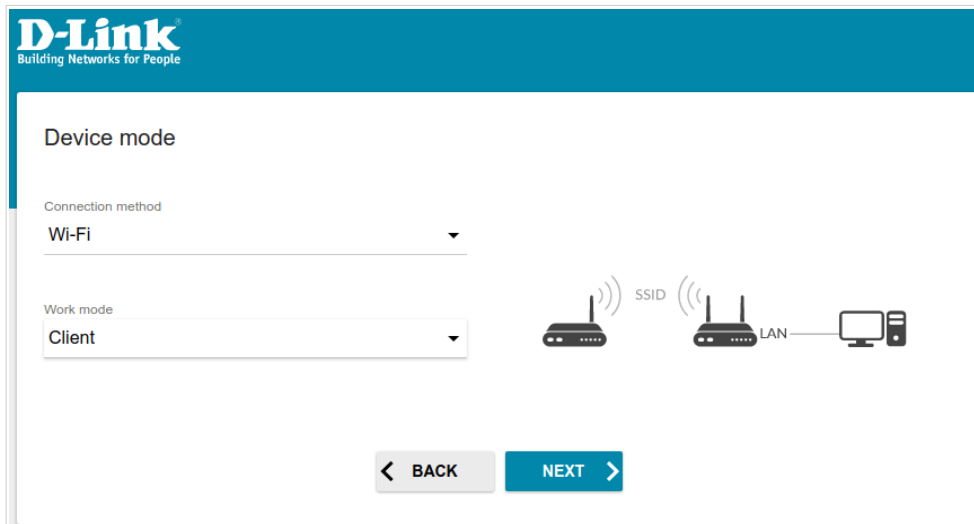 D-Link
Building Networks for People
Device mode
Connection method
Wi-Fi
Work mode
Client
SSID
LAN
BACK
NEXT